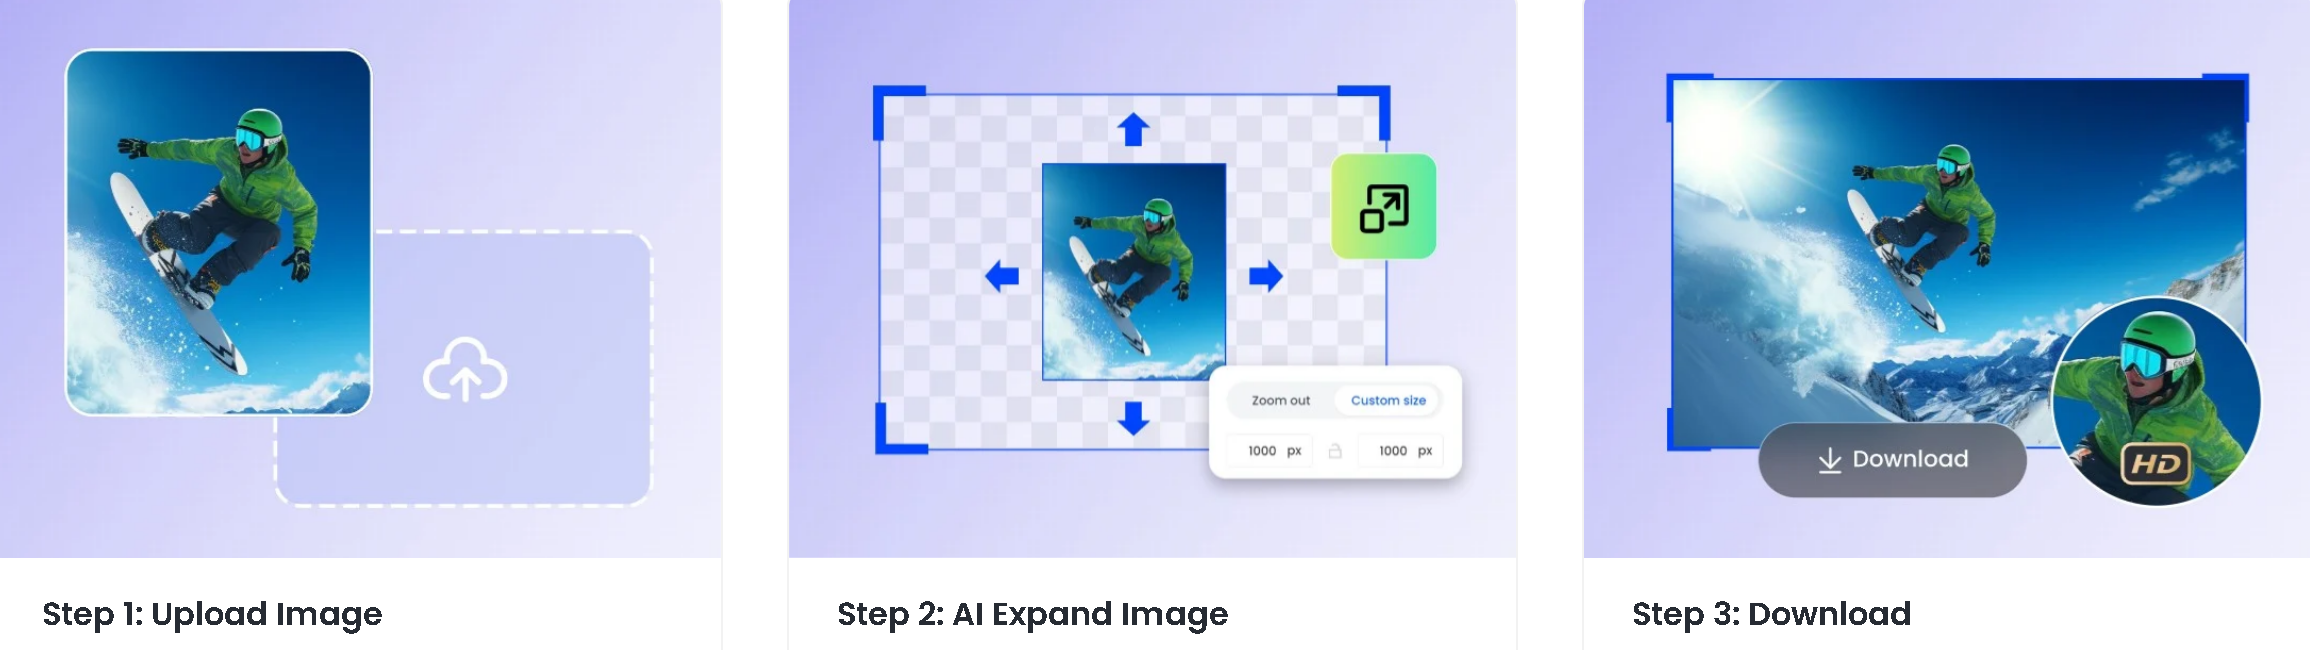 Zoom out
Custom size
1000 px
1000 px
Download
HD
Step 1: Upload Image
Step 2: AI Expand Image
Step 3: Download